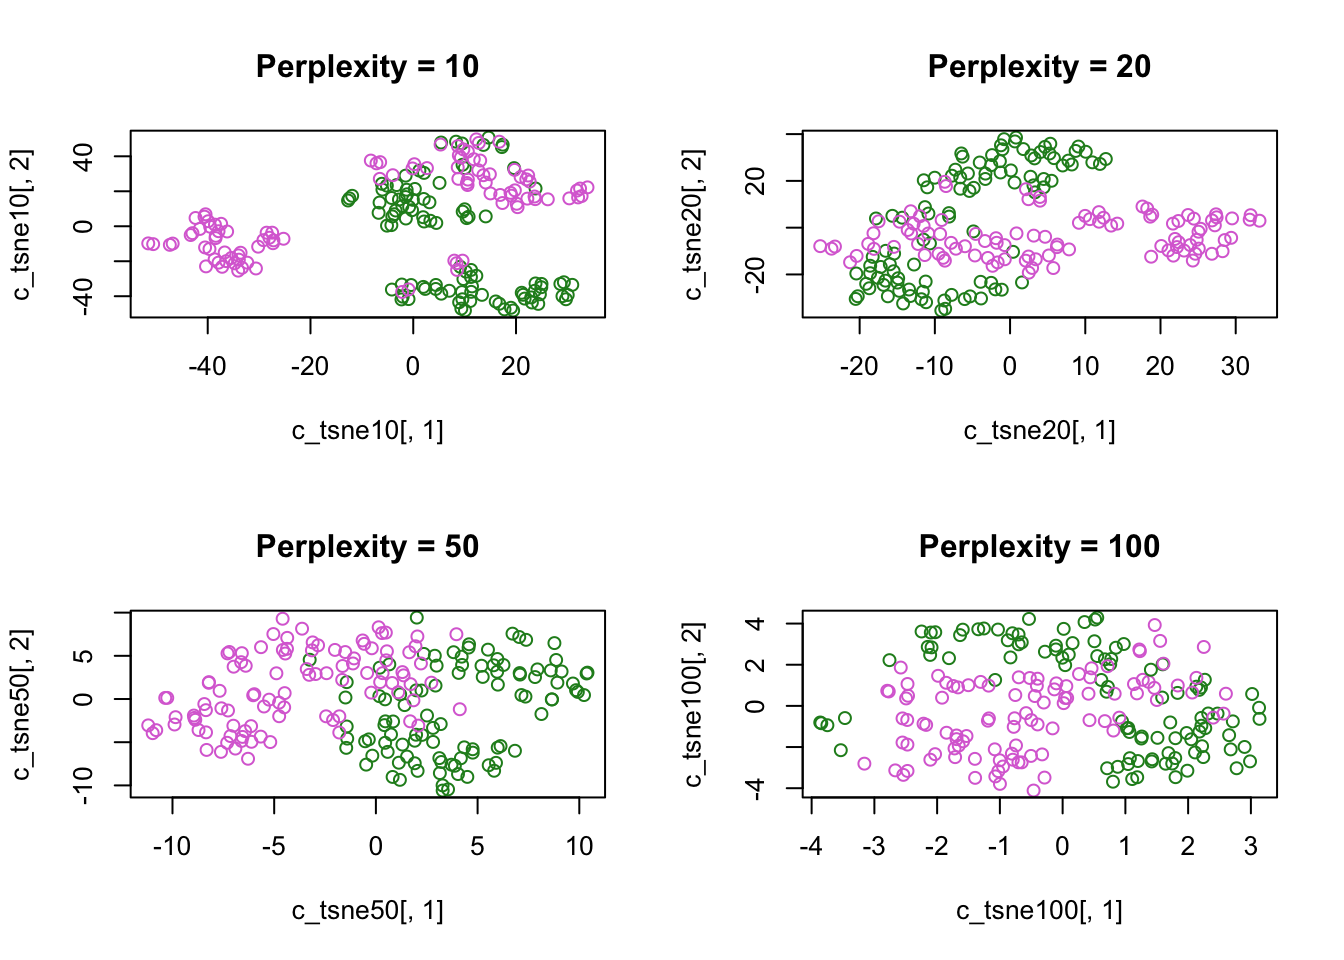 Perplexity = 10
c_tsne10[, 2]
40
0
-40
-40 -20 0 20
c_tsne10[, 1]
Perplexity = 20
c_tsne20[, 2]
20
-20
-20 -10 0 10 20 30
c_tsne20[, 1]
Perplexity = 50
c_tsne50[, 2]
5
0
-10
-10 -5 0 5 10
c_tsne50[, 1]
Perplexity = 100
c_tsne100[, 2]
4
2
0
-4
-4 -3 -2 -1 0 1 2 3
c_tsne100[, 1]